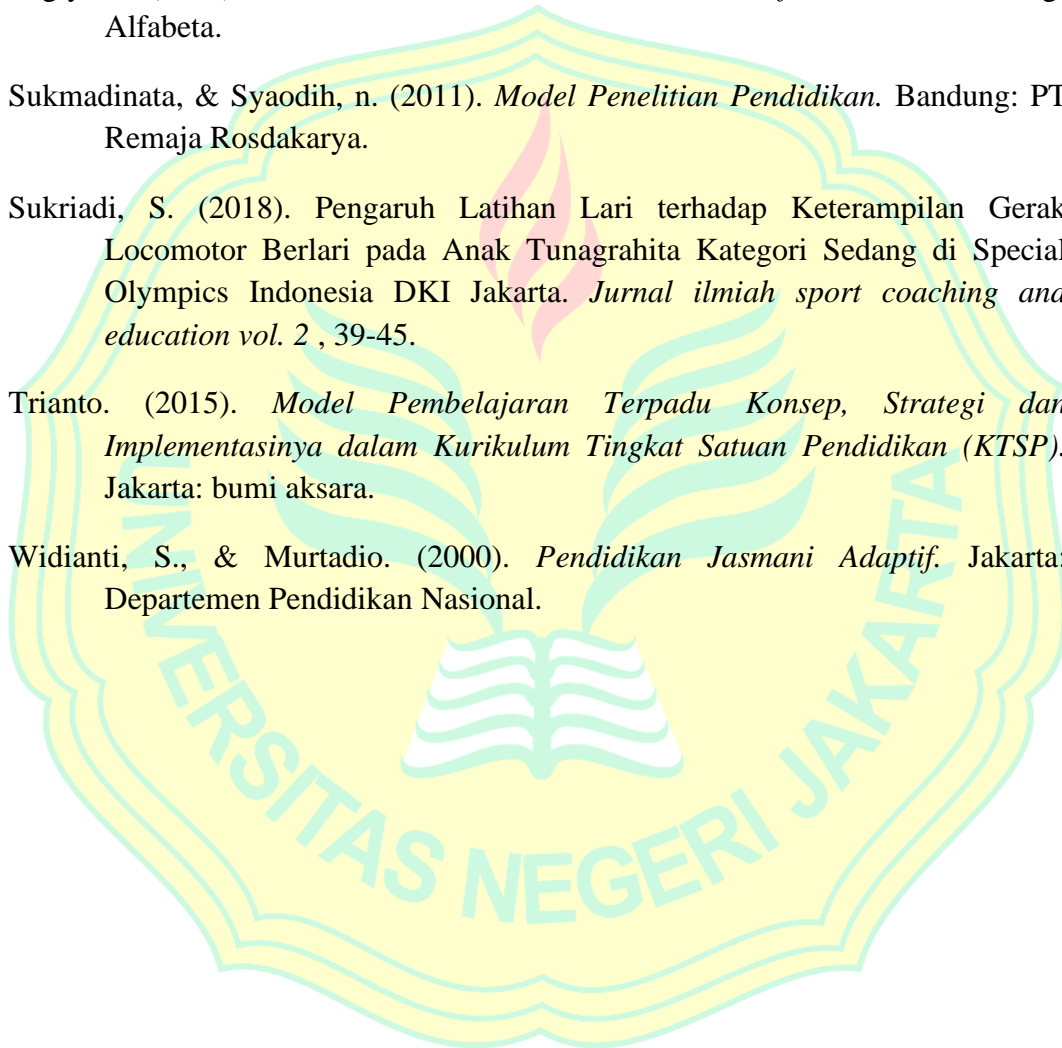 Alfabeta.
Sukmadinata, & Syaodih, n. (2011). Model Penelitian Pendidikan. Bandung: PT
Remaja Rosdakarya.
Sukriadi, S. (2018). Pengaruh Latihan Lari terhadap Keterampilan Gerak
Locomotor Berlari pada Anak Tunagrahita Kategori Sedang di Special
Olympics Indonesia DKI Jakarta. Jurnal ilmiah sport coaching and
education vol. 2 , 39-45.
Trianto. (2015). Model Pembelajaran Terpadu Konsep, Strategi dan
Implementasinya dalam Kurikulum Tingkat Satuan Pendidikan (KTSP).
Jakarta: bumi aksara.
Widianti, S., & Murtadio. (2000). Pendidikan Jasmani Adaptif. Jakarta:
Departemen Pendidikan Nasional.
UNIVERSITAS NEGERI JAKARTA